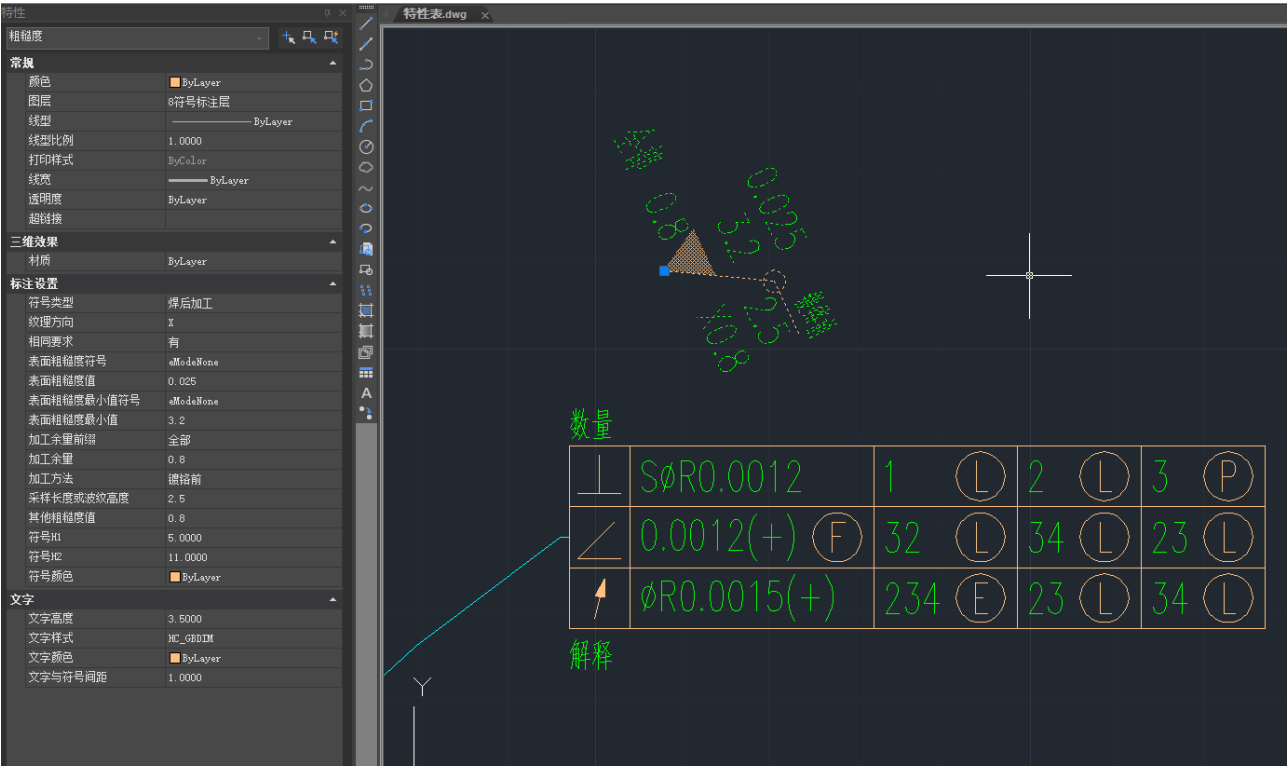 特性
特性表.dwg
粗糙度
常规
颜色 ByLayer
图层 8符号标注层
线型 ByLayer
线型比例 1.0000
打印样式 ByColor
线宽 ByLayer
透明度 ByLayer
超链接
三维效果
材质 ByLayer
标注设置
符号类型 焊后加工
纹理方向 X
相同要求 有
表面粗糙度符号 eModeNone
表面粗糙度值 0.025
表面粗糙度最小值符号 eModeNone
表面粗糙度最小值 3.2
加工余量前缀 全部
加工余量 0.8
加工方法 镀铬前
采样长度或波纹高度 2.5
其他粗糙度值 0.8
符号H1 5.0000
符号H2 11.0000
符号颜色 ByLayer
文字
文字高度 3.5000
文字样式 HC_GBDIM
文字颜色 ByLayer
文字与符号间距 1.0000
A
0.8
3.2
0.025
2.5
X0.8
数量
⊥ SøR0.0012 1 Ⓛ 2 Ⓛ 3 Ⓟ
∠ 0.0012(+) Ⓕ 32 Ⓛ 34 Ⓛ 23 Ⓛ
øR0.0015(+) 234 Ⓔ 23 Ⓛ 34 Ⓛ
解释
Y